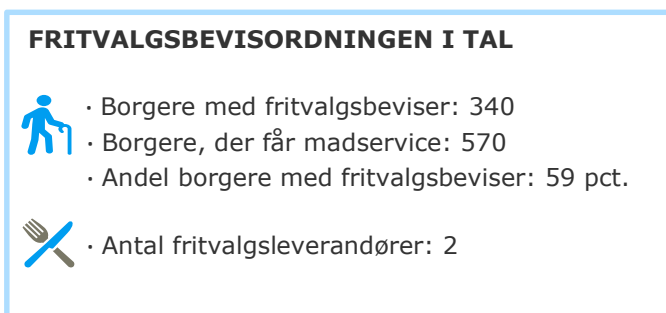 FRITVALGSBEVISORDNINGEN I TAL
· Borgere med fritvalgsbeviser: 340
· Borgere, der får madservice: 570
· Andel borgere med fritvalgsbeviser: 59 pct.
· Antal fritvalgsleverandører: 2